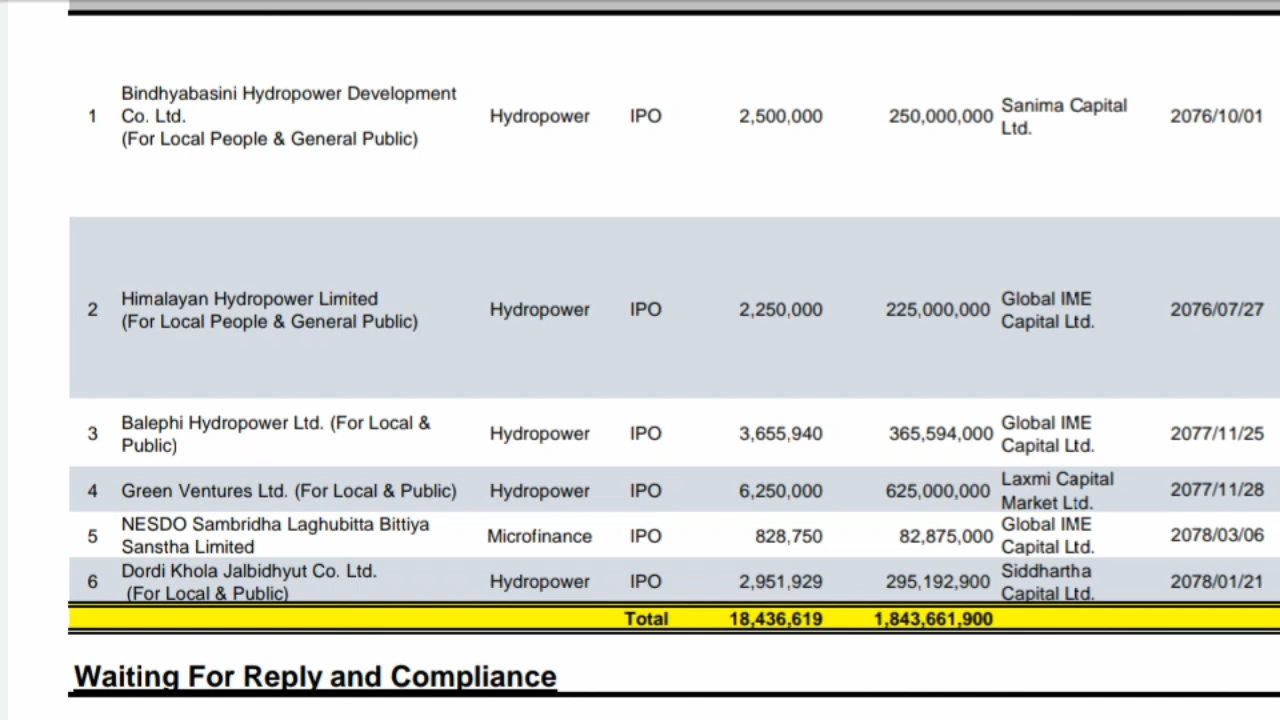 1 Bindhyabasini Hydropower Development
Co. Ltd.
(For Local People & General Public) Hydropower IPO 2,500,000 250,000,000 Sanima Capital
Ltd. 2076/10/01
2 Himalayan Hydropower Limited
(For Local People & General Public) Hydropower IPO 2,250,000 225,000,000 Global IME
Capital Ltd. 2076/07/27
3 Balephi Hydropower Ltd. (For Local &
Public) Hydropower IPO 3,655,940 365,594,000 Global IME
Capital Ltd. 2077/11/25
4 Green Ventures Ltd. (For Local & Public) Hydropower IPO 6,250,000 625,000,000 Laxmi Capital
Market Ltd. 2077/11/28
5 NESDO Sambridha Laghubitta Bittiya
Sanstha Limited Microfinance IPO 828,750 82,875,000 Global IME
Capital Ltd. 2078/03/06
6 Dordi Khola Jalbidhyut Co. Ltd.
(For Local & Public) Hydropower IPO 2,951,929 295,192,900 Siddhartha
Capital Ltd. 2078/01/21
Total 18,436,619 1,843,661,900
Waiting For Reply and Compliance